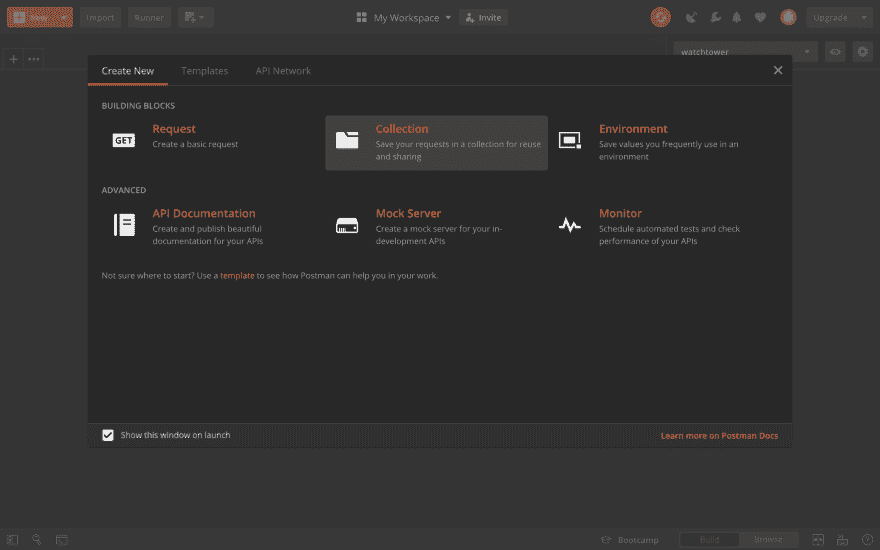 New
Import
Runner
My Workspace
Invite
Upgrade
watchtower
Create New
Templates
API Network
BUILDING BLOCKS
GET
Request
Create a basic request
Collection
Save your requests in a collection for reuse
and sharing
Environment
Save values you frequently use in an
environment
ADVANCED
API Documentation
Create and publish beautiful
documentation for your APIs
Mock Server
Create a mock server for your in-
development APIs
Monitor
Schedule automated tests and check
performance of your APIs
Not sure where to start? Use a template to see how Postman can help you in your work.
Show this window on launch
Learn more on Postman Docs
Bootcamp
Build
Browse